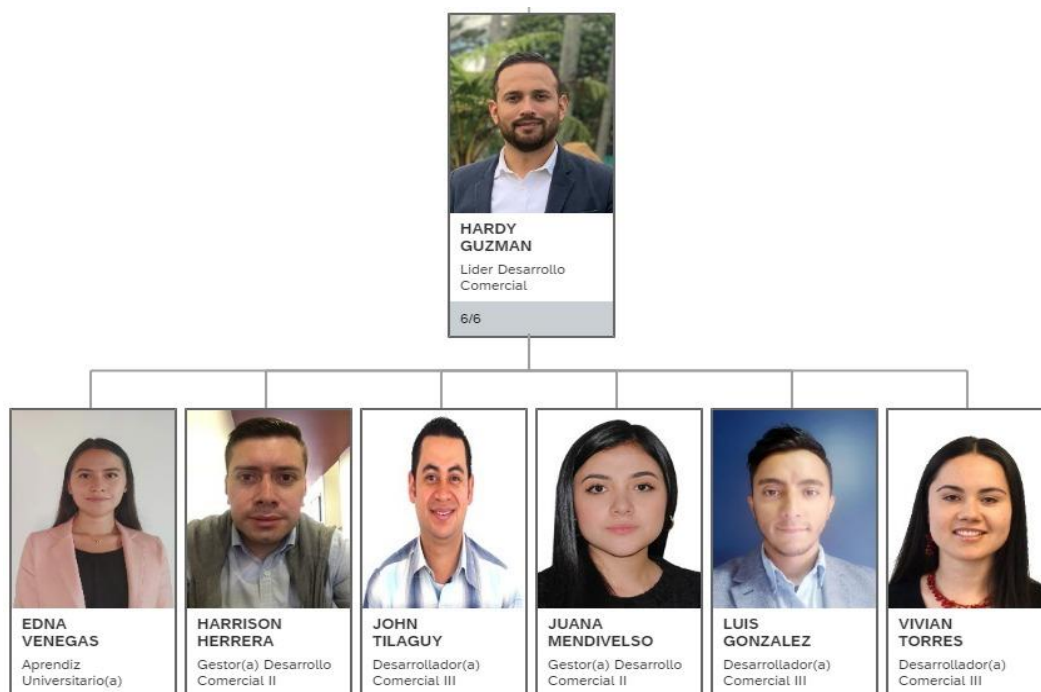 HARDY
GUZMAN
Lider Desarrollo
Comercial
6/6
EDNA
VENEGAS
Aprendiz
Universitario(a)
HARRISON
HERRERA
Gestor(a) Desarrollo
Comercial II
JOHN
TILAGUY
Desarrollador(a)
Comercial III
JUANA
MENDIVELSO
Gestor(a) Desarrollo
Comercial II
LUIS
GONZALEZ
Desarrollador(a)
Comercial III
VIVIAN
TORRES
Desarrollador(a)
Comercial III